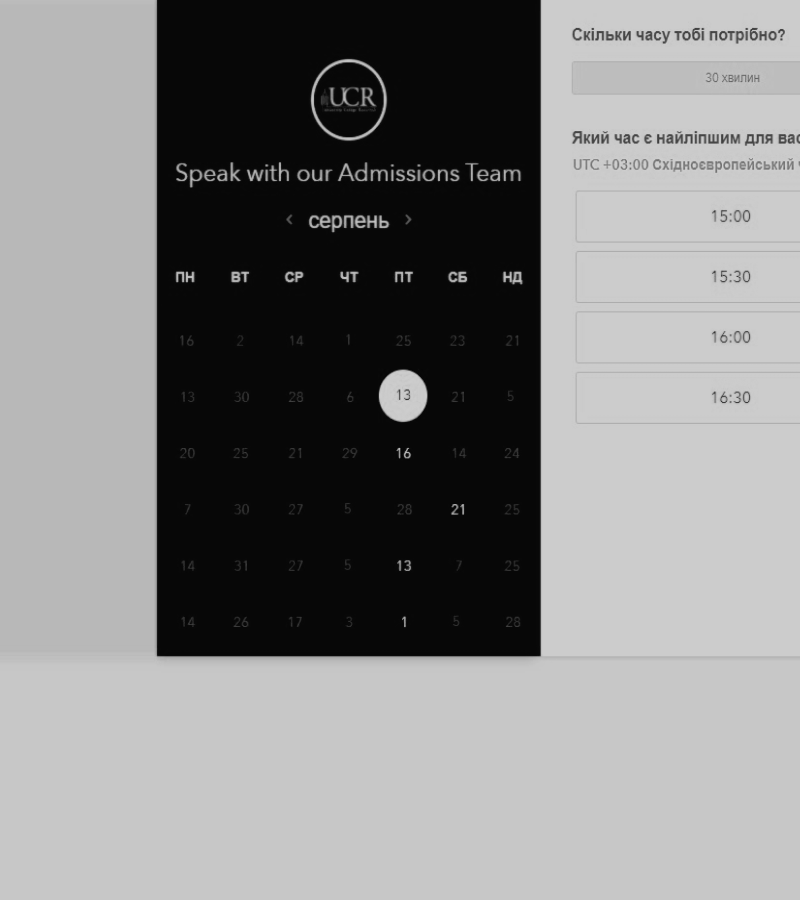 UCR
Speak with our Admissions Team
‹ серпень ›
ПН ВТ СР ЧТ ПТ СБ НД
16 2 14 1 25 23 21
13 30 28 6 13 21 5
20 25 21 29 16 14 24
7 30 27 5 28 21 25
14 31 27 5 13 7 25
14 26 17 3 1 5 28
Скільки часу тобі потрібно?
30 хвилин
Який час є найліпшим для вас
UTC +03:00 Східноєвропейський
15:00
15:30
16:00
16:30